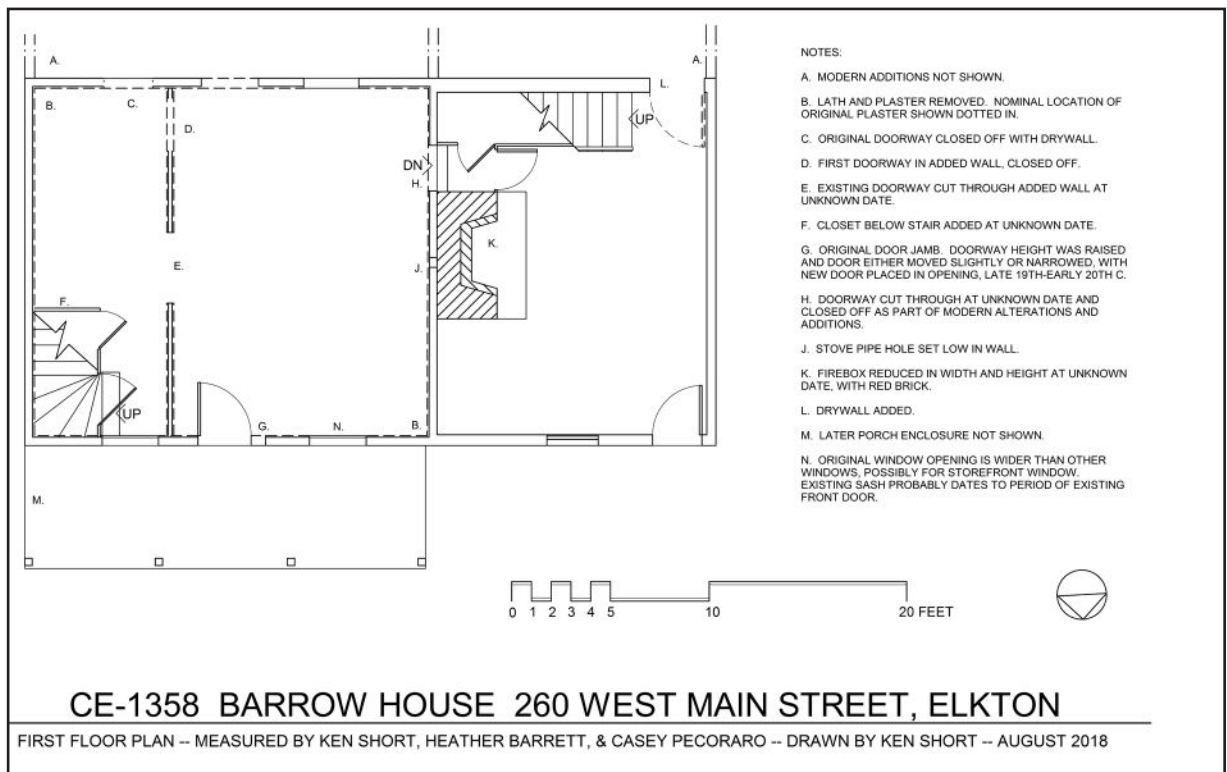 A.
A.
B.
C.
D.
L.
UP
DN
H.
K.
E.
J.
F.
UP
G.
N.
B.
M.
NOTES:
A. MODERN ADDITIONS NOT SHOWN.
B. LATH AND PLASTER REMOVED. NOMINAL LOCATION OF
ORIGINAL PLASTER SHOWN DOTTED IN.
C. ORIGINAL DOORWAY CLOSED OFF WITH DRYWALL.
D. FIRST DOORWAY IN ADDED WALL, CLOSED OFF.
E. EXISTING DOORWAY CUT THROUGH ADDED WALL AT
UNKNOWN DATE.
F. CLOSET BELOW STAIR ADDED AT UNKNOWN DATE.
G. ORIGINAL DOOR JAMB. DOORWAY HEIGHT WAS RAISED
AND DOOR EITHER MOVED SLIGHTLY OR NARROWED, WITH
NEW DOOR PLACED IN OPENING, LATE 19TH-EARLY 20TH C.
H. DOORWAY CUT THROUGH AT UNKNOWN DATE AND
CLOSED OFF AS PART OF MODERN ALTERATIONS AND
ADDITIONS.
J. STOVE PIPE HOLE SET LOW IN WALL.
K. FIREBOX REDUCED IN WIDTH AND HEIGHT AT UNKNOWN
DATE, WITH RED BRICK.
L. DRYWALL ADDED.
M. LATER PORCH ENCLOSURE NOT SHOWN.
N. ORIGINAL WINDOW OPENING IS WIDER THAN OTHER
WINDOWS, POSSIBLY FOR STOREFRONT WINDOW.
EXISTING SASH PROBABLY DATES TO PERIOD OF EXISTING
FRONT DOOR.
0 1 2 3 4 5 10 20 FEET
CE-1358 BARROW HOUSE 260 WEST MAIN STREET, ELKTON
FIRST FLOOR PLAN -- MEASURED BY KEN SHORT, HEATHER BARRETT, & CASEY PECORARO -- DRAWN BY KEN SHORT -- AUGUST 2018